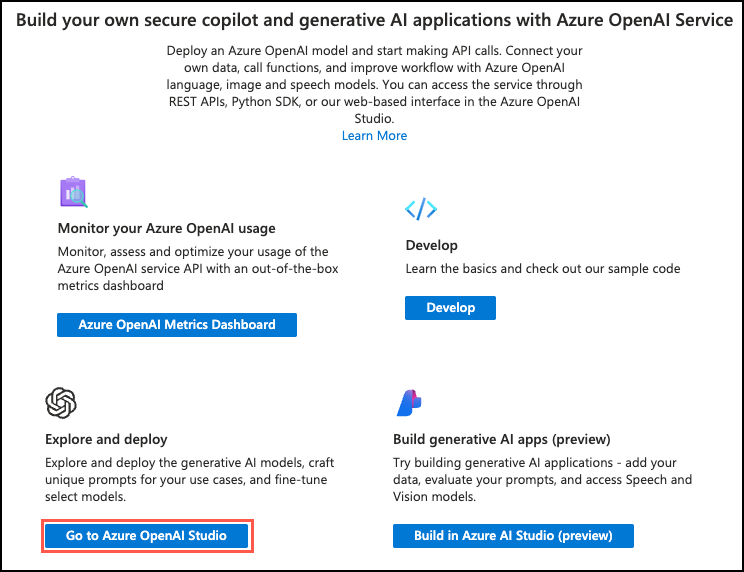 Build your own secure copilot and generative AI applications with Azure OpenAI Service
Deploy an Azure OpenAI model and start making API calls. Connect your
own data, call functions, and improve workflow with Azure OpenAI
language, image and speech models. You can access the service through
REST APIs, Python SDK, or our web-based interface in the Azure OpenAI
Studio.
Learn More
Monitor your Azure OpenAI usage
Monitor, assess and optimize your usage of the
Azure OpenAI service API with an out-of-the-box
metrics dashboard
Azure OpenAI Metrics Dashboard
Develop
Learn the basics and check out our sample code
Develop
Explore and deploy
Explore and deploy the generative AI models, craft
unique prompts for your use cases, and fine-tune
select models.
Go to Azure OpenAI Studio
Build generative AI apps (preview)
Try building generative AI applications - add your
data, evaluate your prompts, and access Speech and
Vision models.
Build in Azure AI Studio (preview)